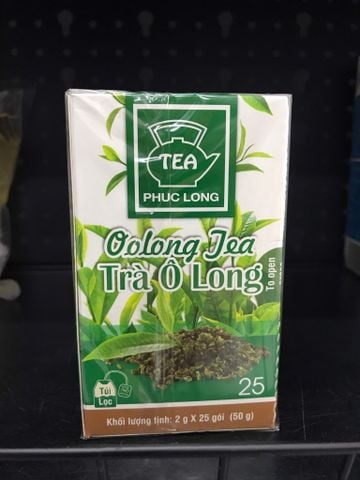 TEA
PHUC LONG
Oolong Tea
Trà Ô Long
To open
25
Túi
Lọc
Khối lượng tịnh: 2 g X 25 gói (50 g)